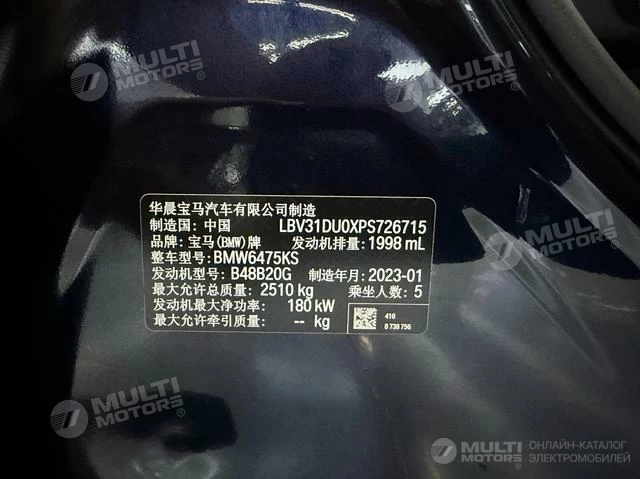 MULTI
MOTORS®
MULTI
MOTORS®
华晨宝马汽车有限公司制造
制造国: 中国 LBV31DU0XPS726715
品牌: 宝马(BMW)牌 发动机排量: 1998 mL
整车型号: BMW6475KS
发动机型号: B48B20G 制造年月: 2023-01
最大允许总质量: 2510 kg 乘坐人数: 5
发动机最大净功率: 180 kW
最大允许牵引质量: -- kg
416
8 738 756
MULTI
MOTORS®
MULTI
MOTORS
ОНЛАЙН-КАТАЛОГ
ЭЛЕКТРОМОБИЛЕЙ